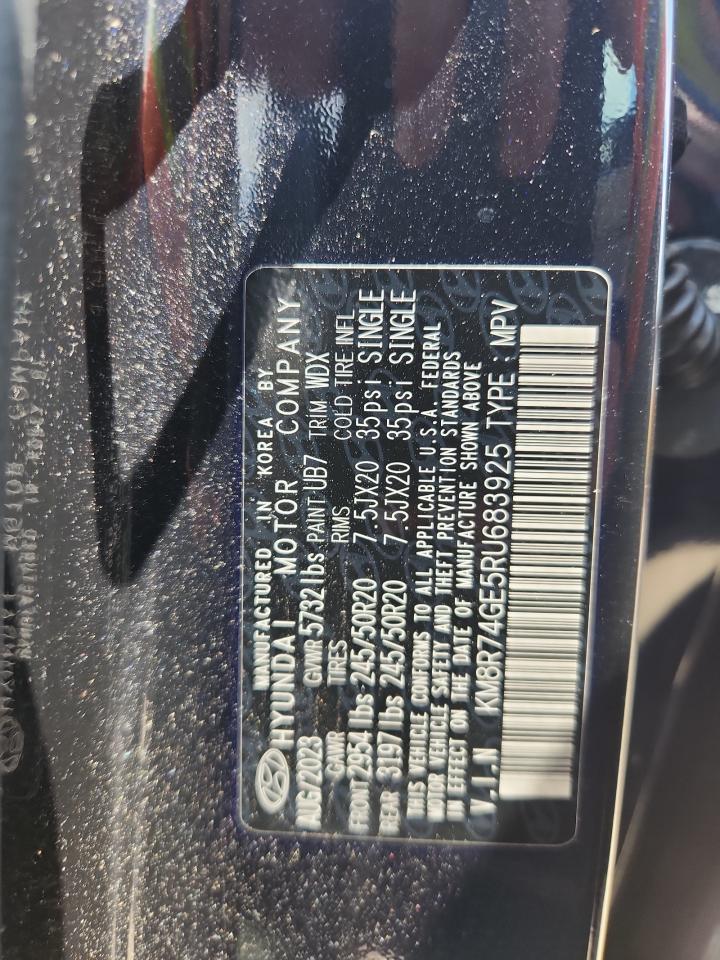 MANUFACTURED IN KOREA BY
HYUNDAI MOTOR COMPANY
AUG/2023 GVWR 5732 lbs PAINT UB7 TRIM WDX
GAWR TIRES RIMS COLD TIRE INFL
FRONT 2954 lbs 245/50R20 7.5JX20 35psi SINGLE
REAR 3197 lbs 245/50R20 7.5JX20 35psi SINGLE
THIS VEHICLE CONFORMS TO ALL APPLICABLE U.S.A. FEDERAL
MOTOR VEHICLE SAFETY AND THEFT PREVENTION STANDARDS
IN EFFECT ON THE DATE OF MANUFACTURE SHOWN ABOVE
V.I.N KM8R74GE5RU683925 TYPE : MPV